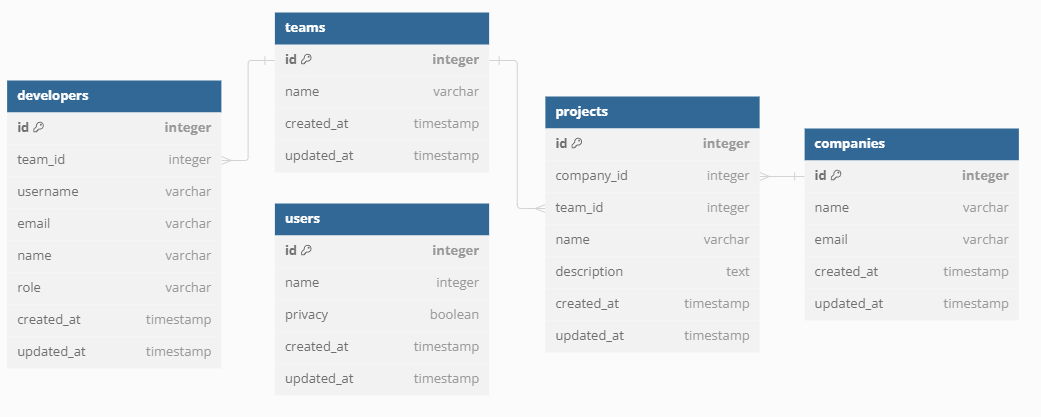 developers
id integer
team_id integer
username varchar
email varchar
name varchar
role varchar
created_at timestamp
updated_at timestamp
teams
id integer
name varchar
created_at timestamp
updated_at timestamp
users
id integer
name integer
privacy boolean
created_at timestamp
updated_at timestamp
projects
id integer
company_id integer
team_id integer
name varchar
description text
created_at timestamp
updated_at timestamp
companies
id integer
name varchar
email varchar
created_at timestamp
updated_at timestamp